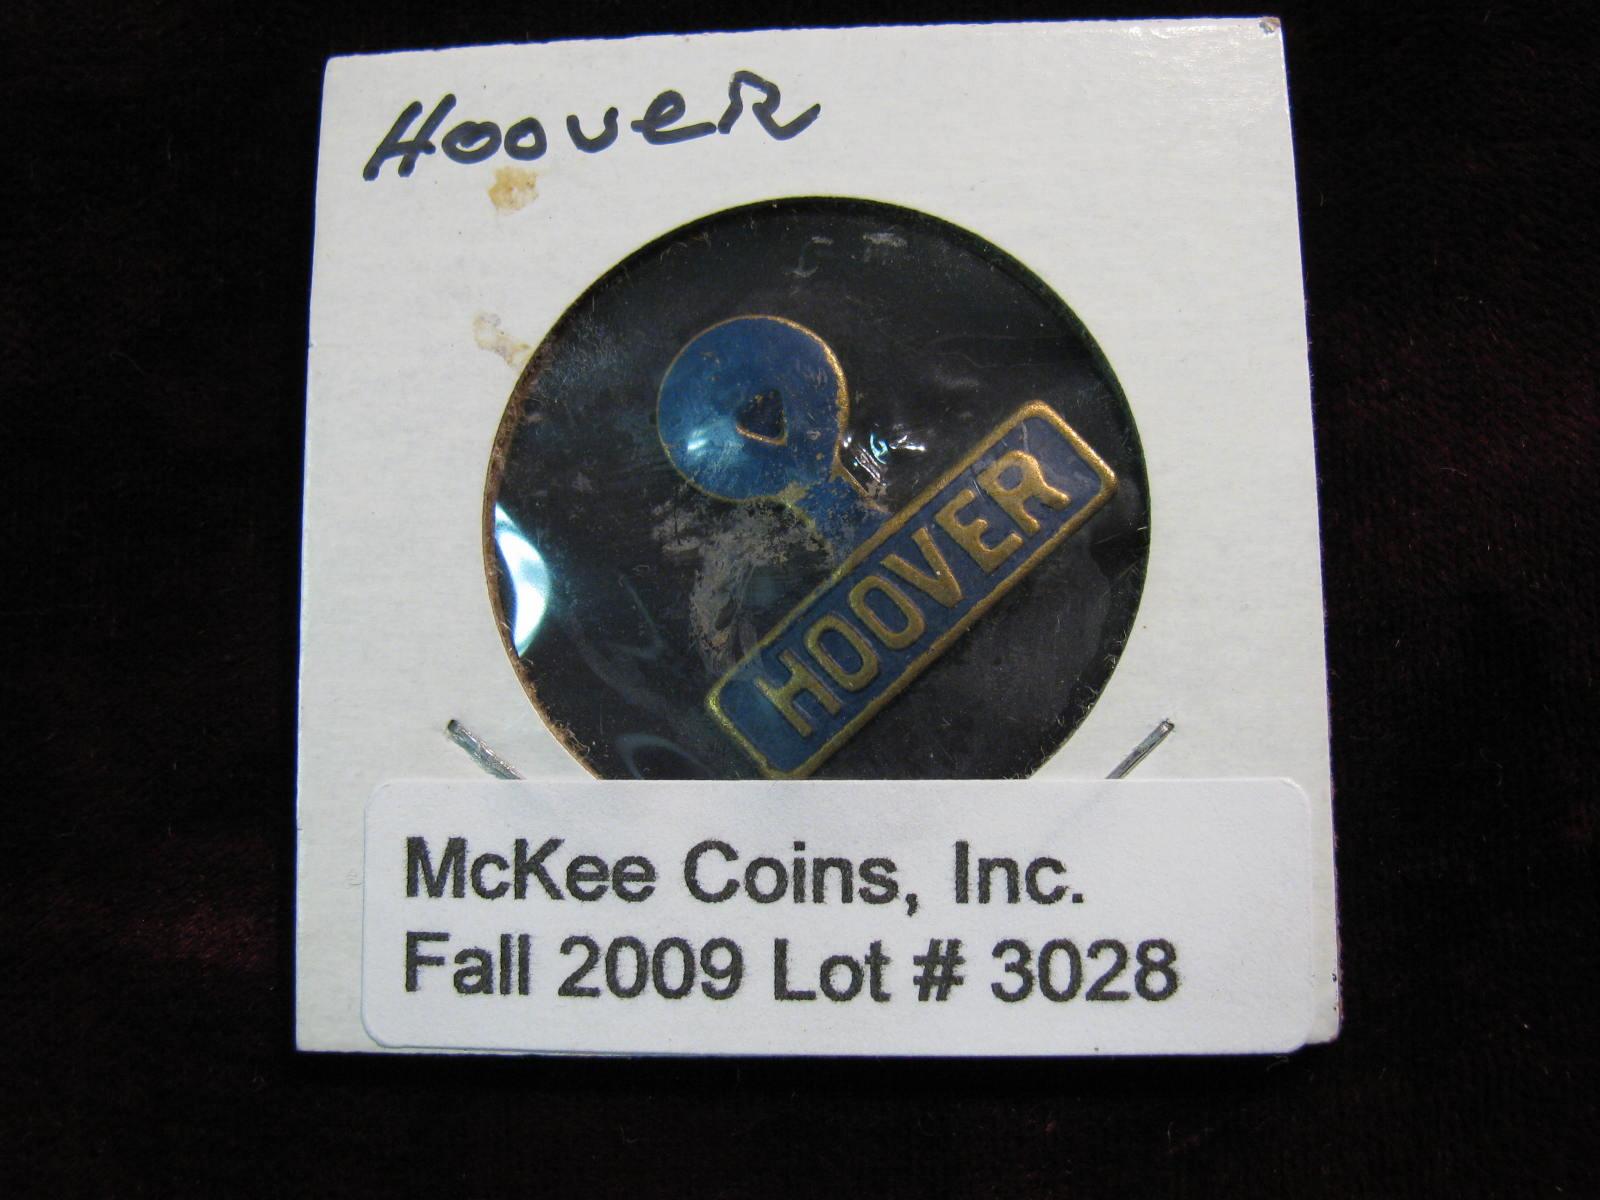 Hoover
HOOVER
McKee Coins, Inc.
Fall 2009 Lot # 3028